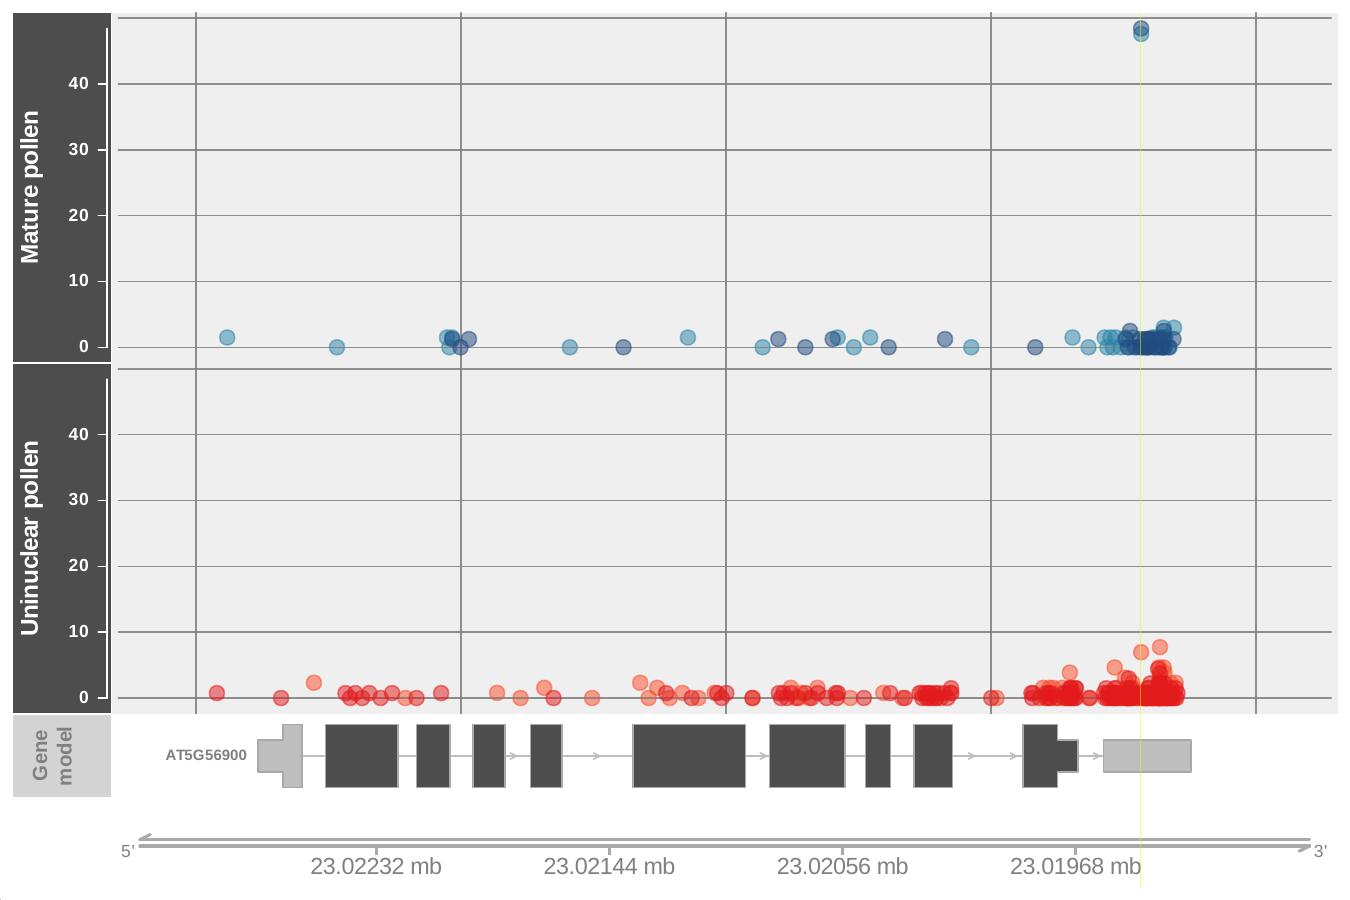 Mature pollen
40
30
20
10
0
Uninuclear pollen
40
30
20
10
0
Gene
model
AT5G56900
5'
3'
23.02232 mb
23.02144 mb
23.02056 mb
23.01968 mb